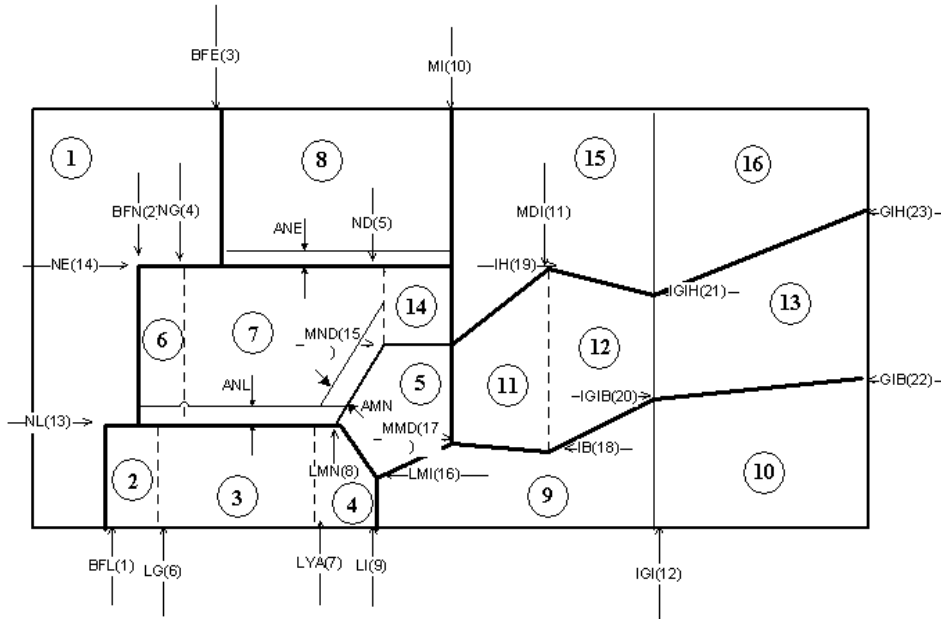 BFE(3)
MI(10)
1
8
15
16
BFN(2)
NG(4)
ND(5)
MDI(11)
GIH(23)
ANE
NE(14)
IH(19)
IGIH(21)
14
13
6
7
MND(15
)
12
5
11
ANL
AMN
IGIB(20)
GIB(22)
NL(13)
MMD(17
)
IB(18)
LMN(8)
LMI(16)
2
3
4
9
10
BFL(1)
LG(6)
LYA(7)
LI(9)
IGI(12)